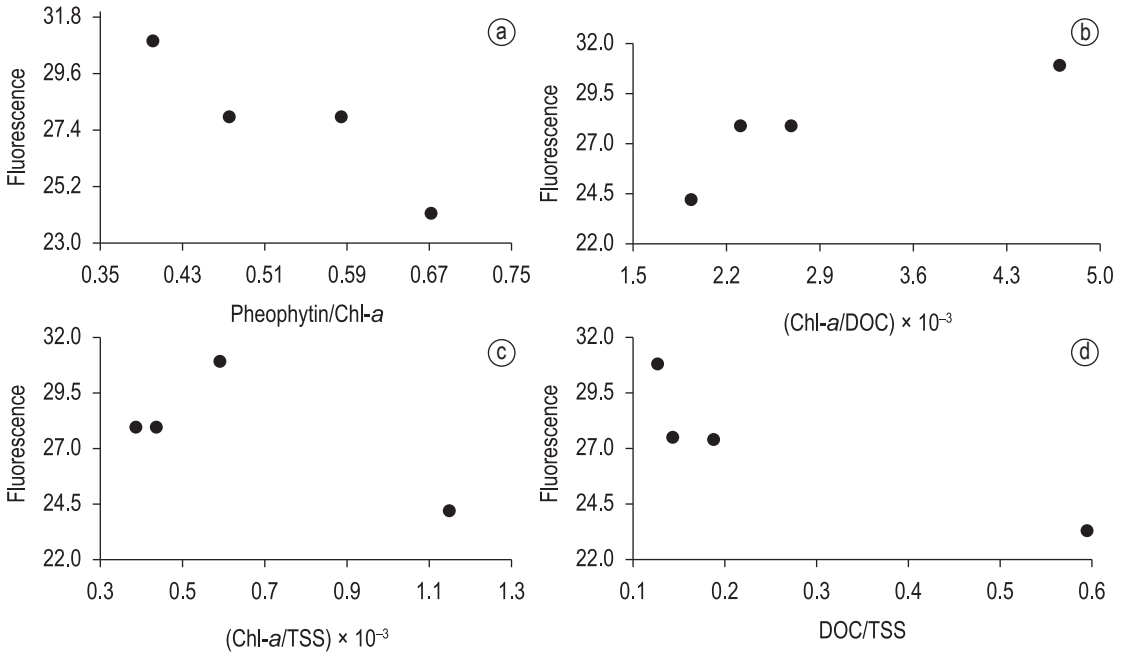 31.8
29.6
27.4
25.2
23.0
Fluorescence
0.35 0.43 0.51 0.59 0.67 0.75
Pheophytin/Chl-a
a
32.0
29.5
27.0
24.5
22.0
Fluorescence
1.5 2.2 2.9 3.6 4.3 5.0
(Chl-a/DOC) × 10⁻³
b
32.0
29.5
27.0
24.5
22.0
Fluorescence
0.3 0.5 0.7 0.9 1.1 1.3
(Chl-a/TSS) × 10⁻³
c
32.0
29.5
27.0
24.5
22.0
Fluorescence
0.1 0.2 0.3 0.4 0.5 0.6
DOC/TSS
d